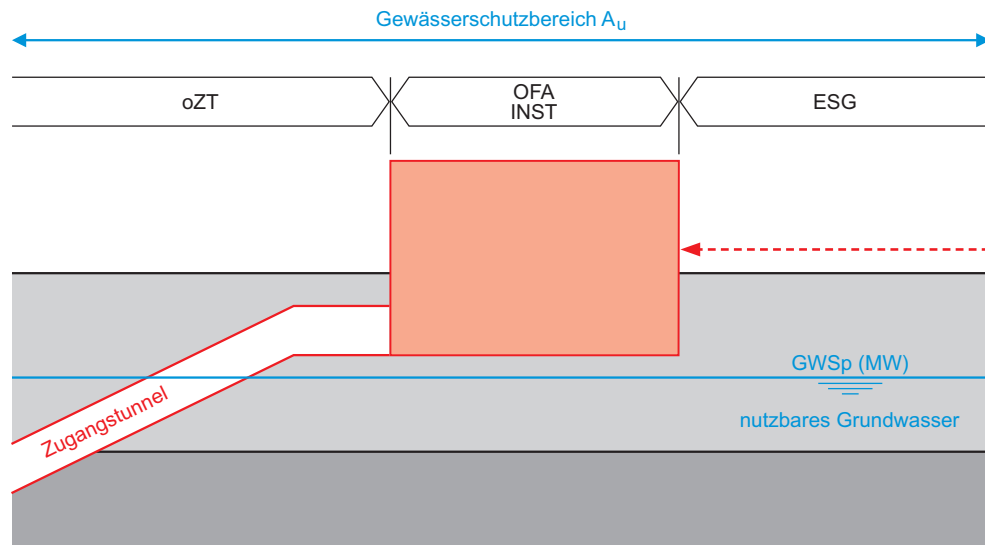 Gewässerschutzbereich Au
oZT
OFA
INST
ESG
GWSp (MW)
nutzbares Grundwasser
Zugangstunnel